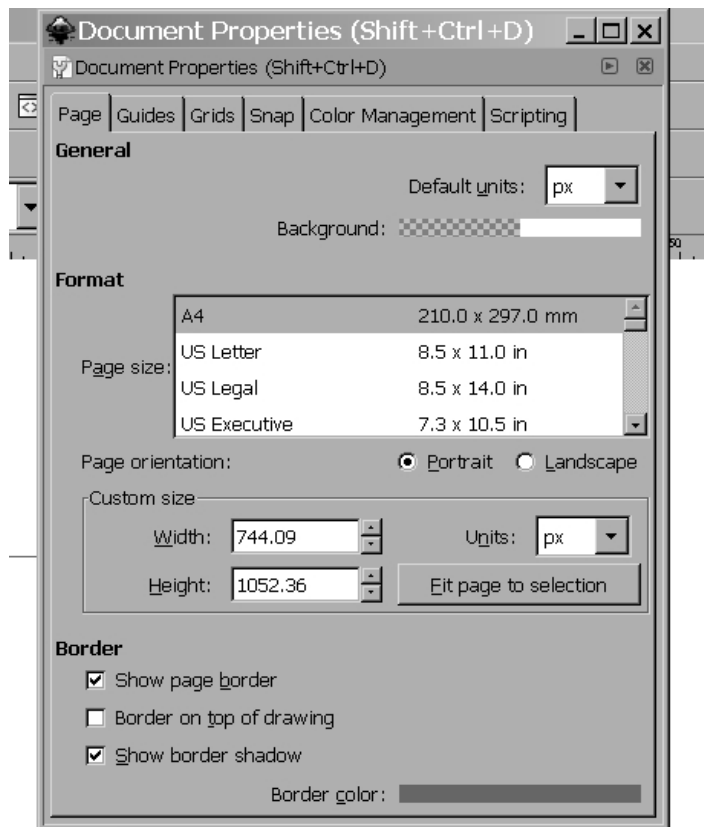 Document Properties (Shift+Ctrl+D)
Document Properties (Shift+Ctrl+D)
Page Guides Grids Snap Color Management Scripting
General
Default units: px
Background:
50
Format
A4 210.0 x 297.0 mm
Page size: US Letter 8.5 x 11.0 in
US Legal 8.5 x 14.0 in
US Executive 7.3 x 10.5 in
Page orientation: Portrait Landscape
Custom size
Width: 744.09 Units: px
Height: 1052.36 Fit page to selection
Border
Show page border
Border on top of drawing
Show border shadow
Border color: